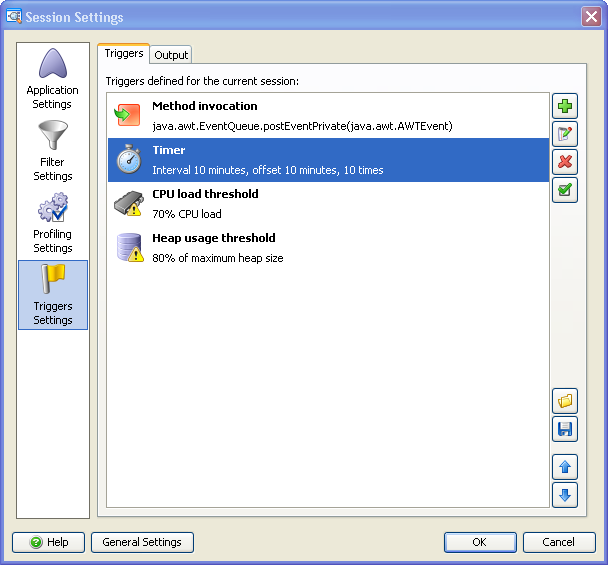 Session Settings
Application
Settings
Filter
Settings
Profiling
Settings
Triggers
Settings
Triggers
Output
Triggers defined for the current session:
Method invocation
java.awt.EventQueue.postEventPrivate(java.awt.AWTEvent)
Timer
Interval 10 minutes, offset 10 minutes, 10 times
CPU load threshold
70% CPU load
Heap usage threshold
80% of maximum heap size
Help
General Settings
OK
Cancel